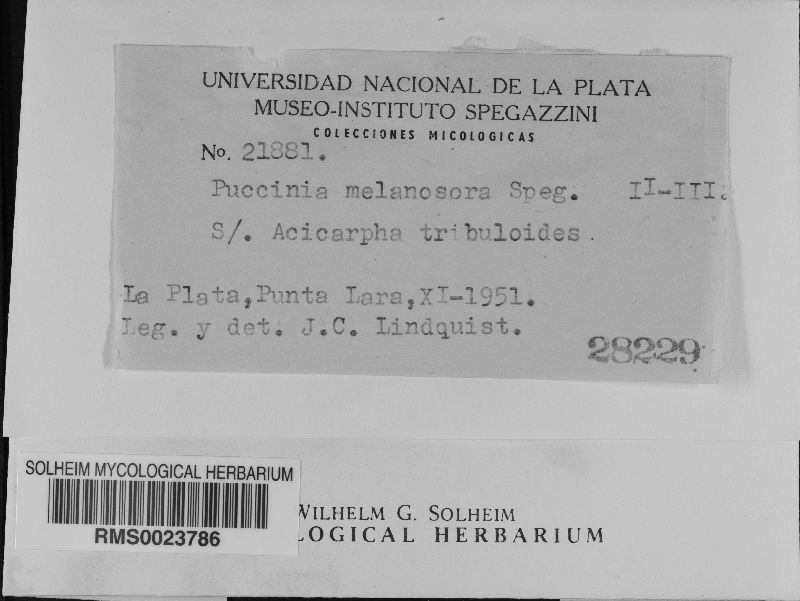 UNIVERSIDAD NACIONAL DE LA PLATA
MUSEO-INSTITUTO SPEGAZZINI
COLECCIONES MICOLOGICAS
No. 21881.
Puccinia melanosora Speg. II-III.
S/. Acicarpha tribuloides.
La Plata, Punta Lara, XI-1951.
Leg. y det. J.C. Lindquist.
28229
SOLHEIM MYCOLOGICAL HERBARIUM
RMS0023786
WILHELM G. SOLHEIM
LOGICAL HERBARIUM